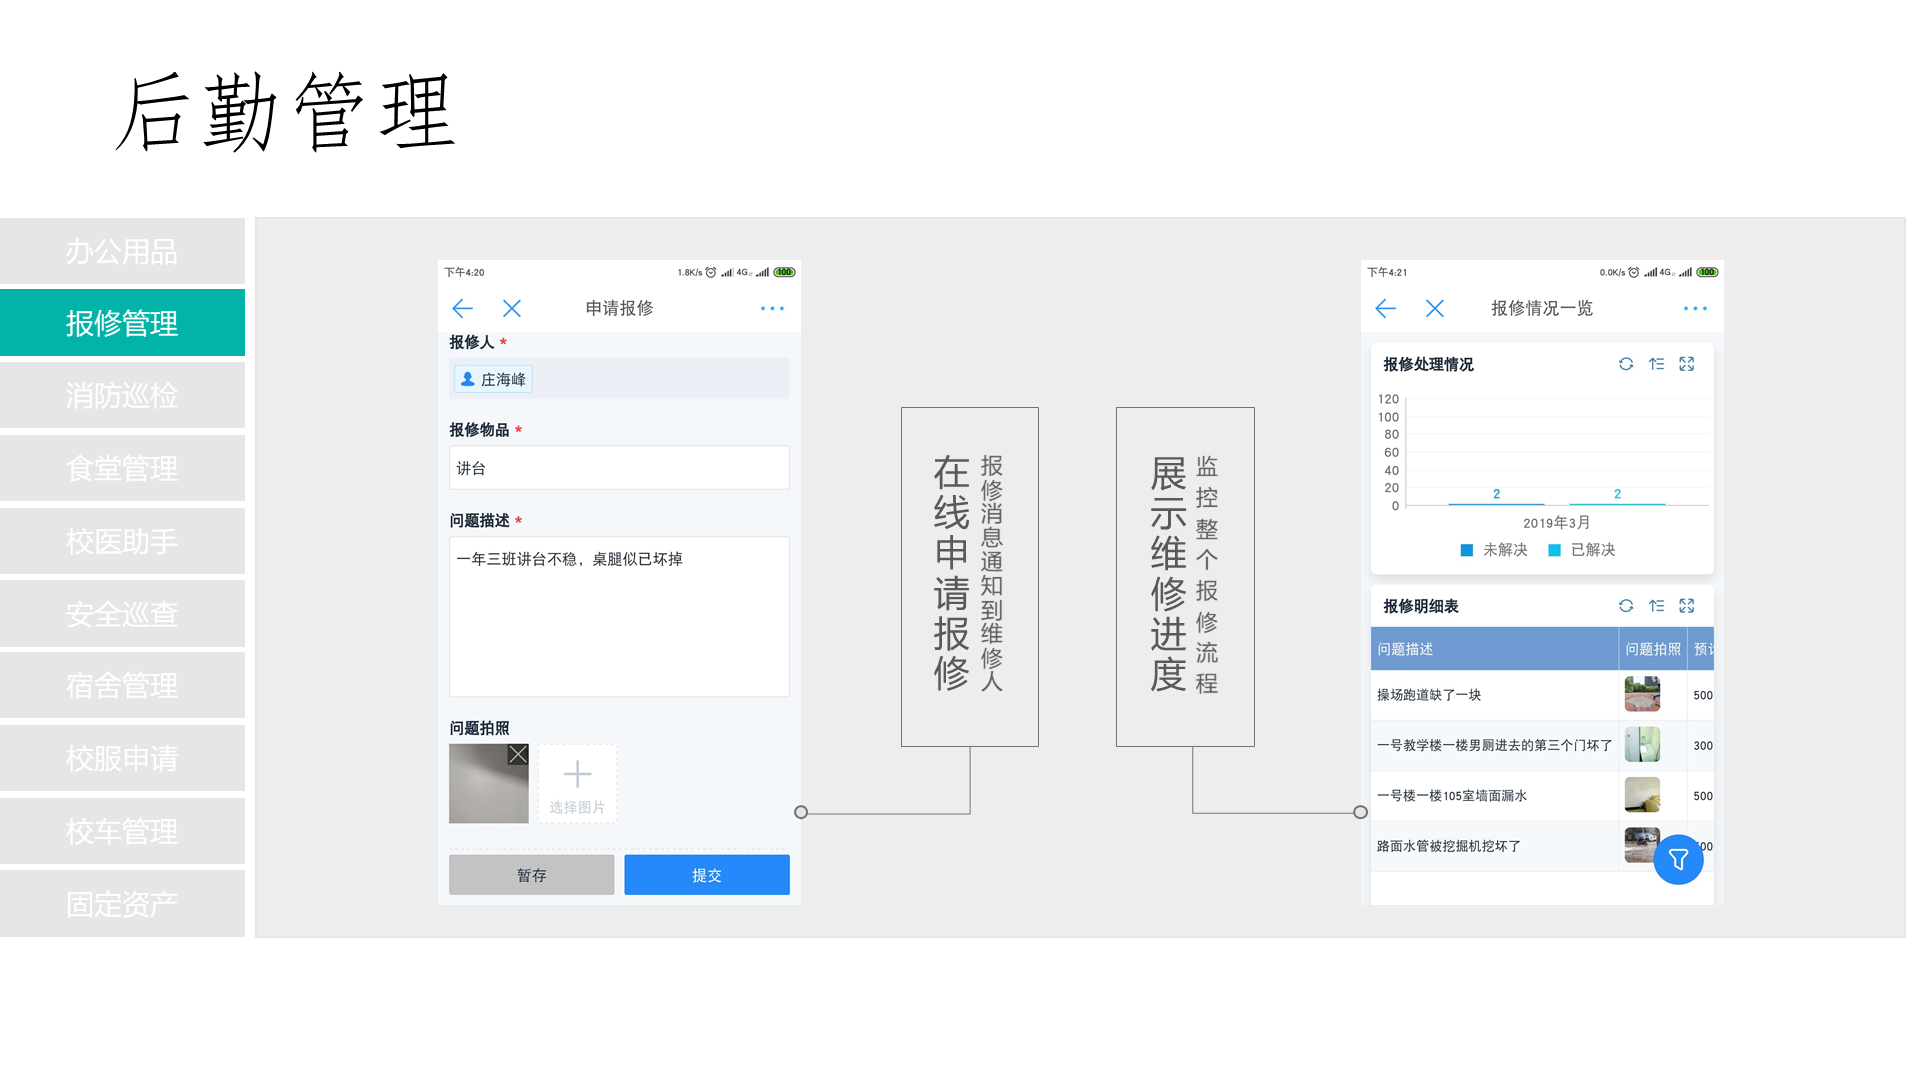 后勤管理
办公用品
报修管理
消防巡检
食堂管理
校医助手
安全巡查
宿舍管理
校服申请
校车管理
固定资产
下午4:20
1.8K/s 4G 100
申请报修
报修人 *
庄海峰
报修物品 *
讲台
问题描述 *
一年三班讲台不稳，桌腿似已坏掉
问题拍照
选择图片
暂存
提交
在线申请报修
报修消息通知到维修人
展示维修进度
监控整个报修流程
下午4:21
0.0K/s 4G 100
报修情况一览
报修处理情况
120
100
80
60
40
20
0
2
2
2019年3月
未解决 已解决
报修明细表
问题描述 问题拍照 预
操场跑道缺了一块 500
一号教学楼一楼男厕进去的第三个门坏了 300
一号楼一楼105室墙面漏水 500
路面水管被挖掘机挖坏了